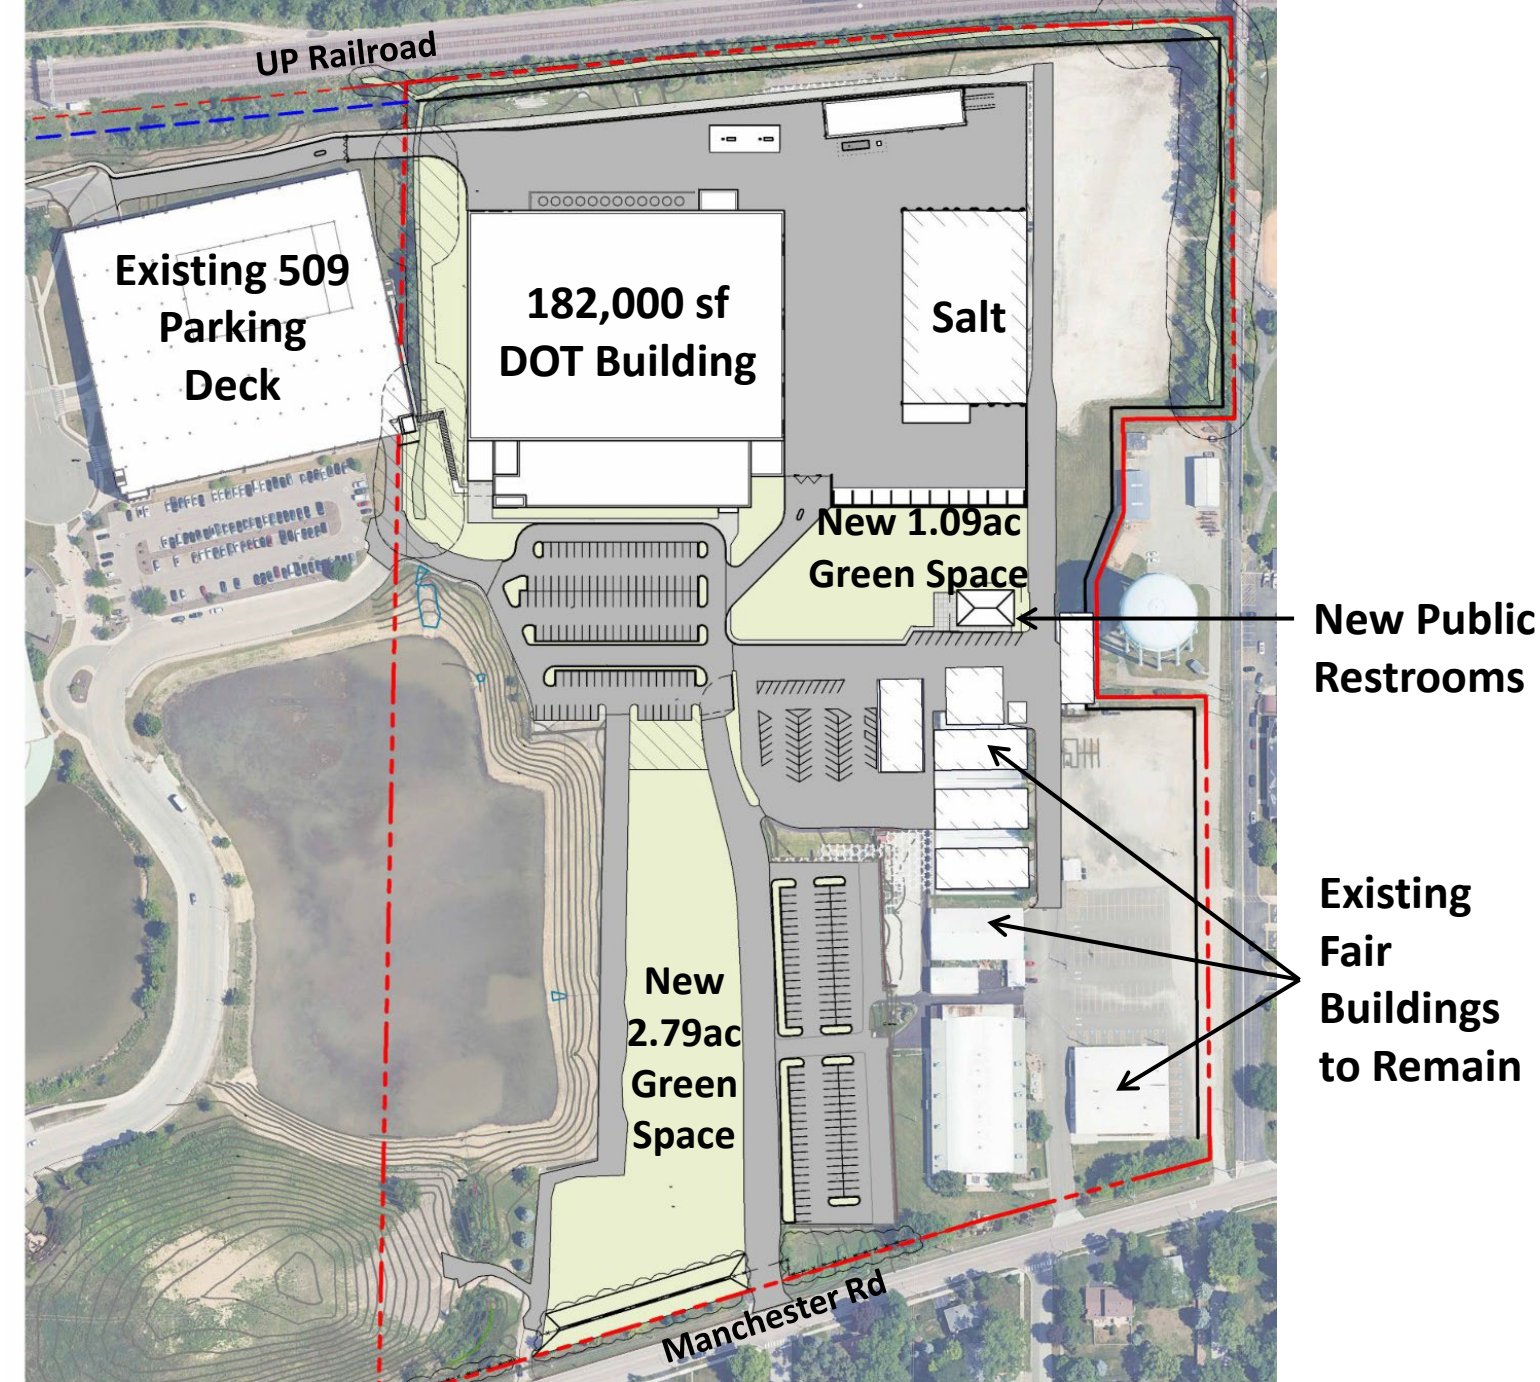 UP Railroad
Existing 509
Parking
Deck
182,000 sf
DOT Building
Salt
New 1.09ac
Green Space
New Public
Restrooms
Existing
Fair
Buildings
to Remain
New
2.79ac
Green
Space
Manchester Rd